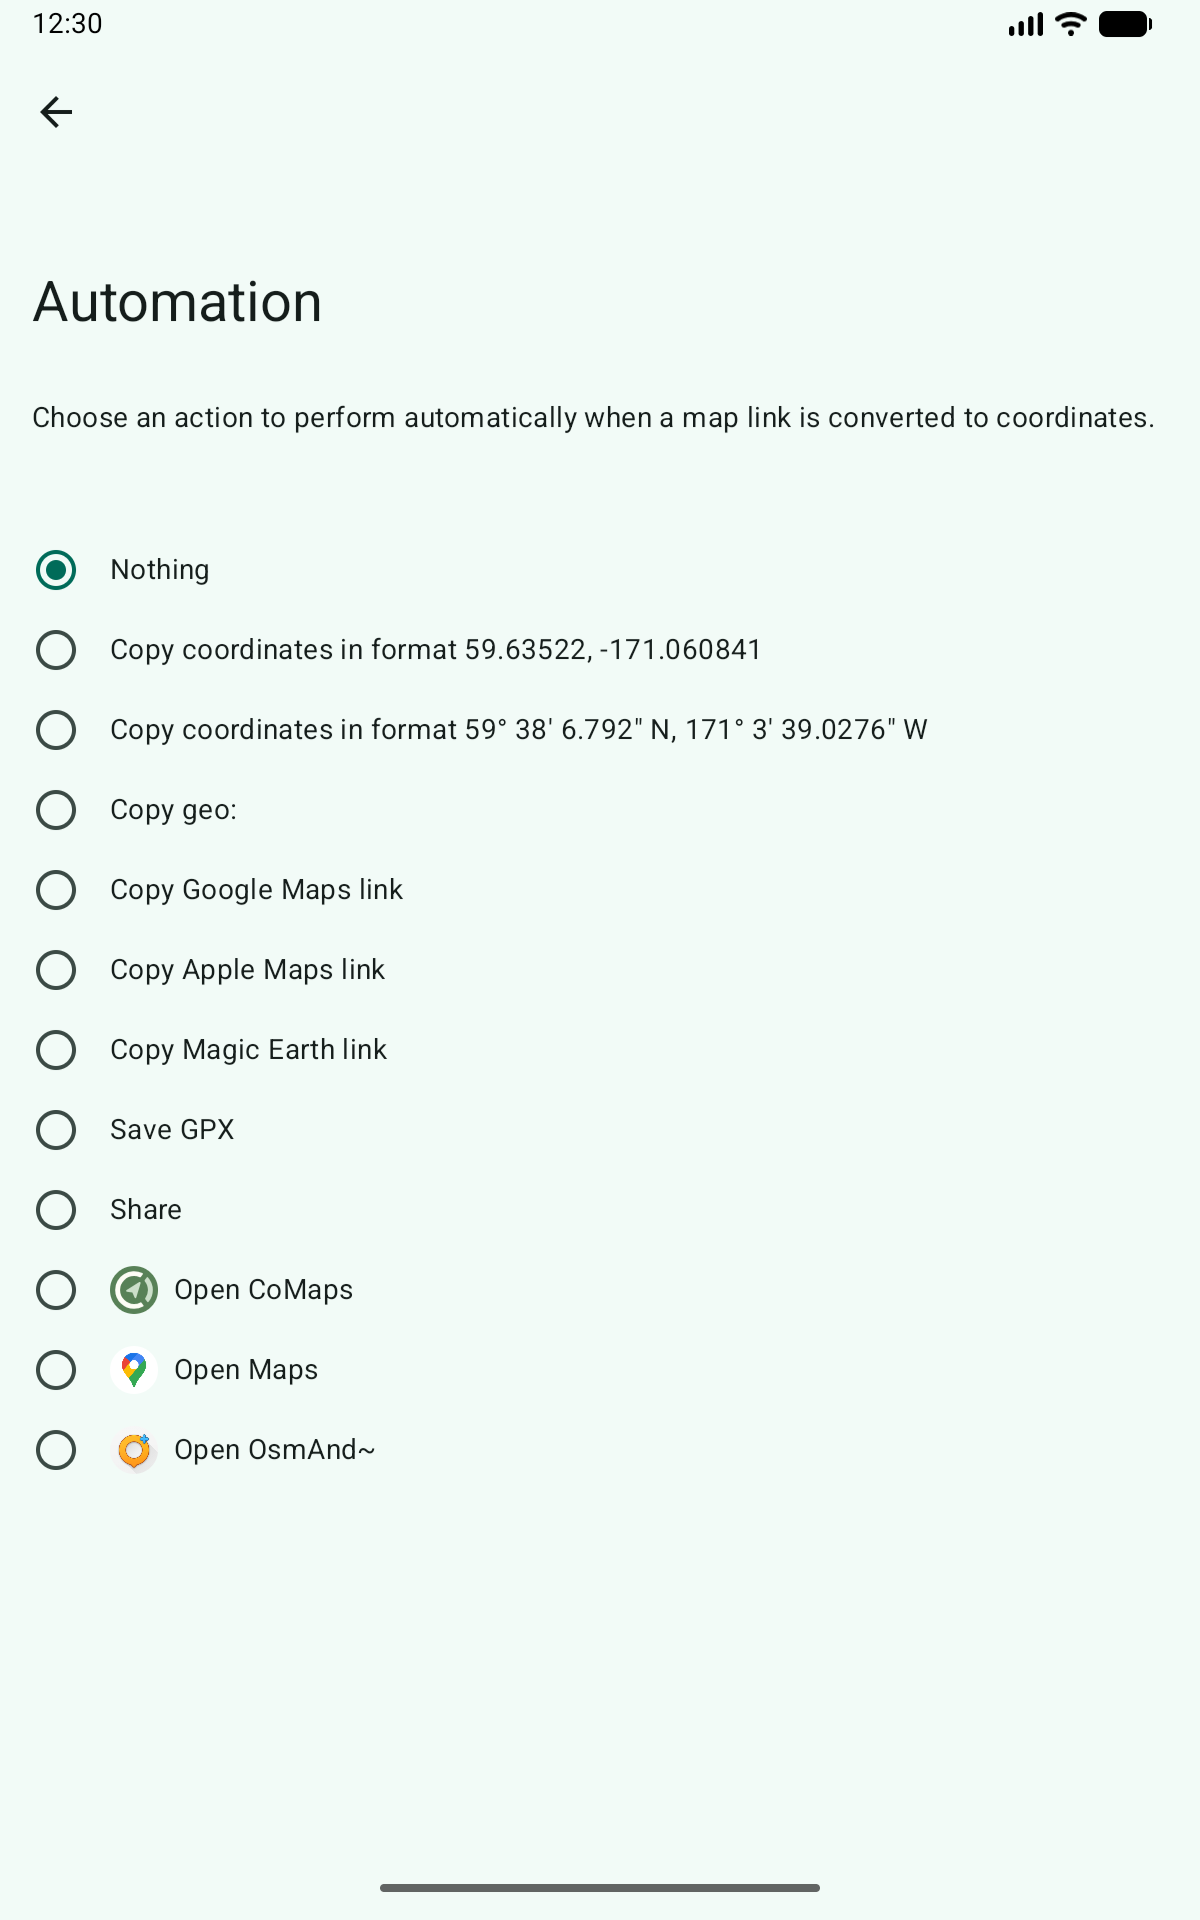 12:30
Automation
Choose an action to perform automatically when a map link is converted to coordinates.
Nothing
Copy coordinates in format 59.63522, -171.060841
Copy coordinates in format 59° 38' 6.792" N, 171° 3' 39.0276" W
Copy geo:
Copy Google Maps link
Copy Apple Maps link
Copy Magic Earth link
Save GPX
Share
Open CoMaps
Open Maps
Open OsmAnd~